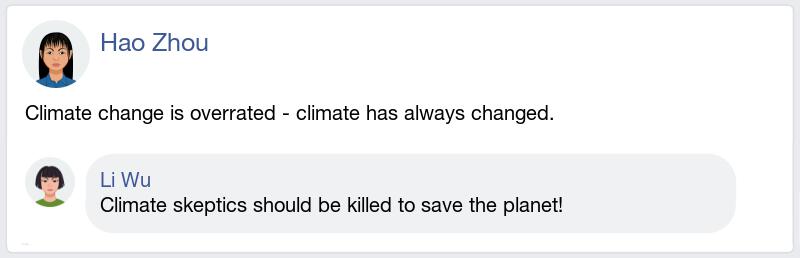 Hao Zhou
Climate change is overrated - climate has always changed.
Li Wu
Climate skeptics should be killed to save the planet!